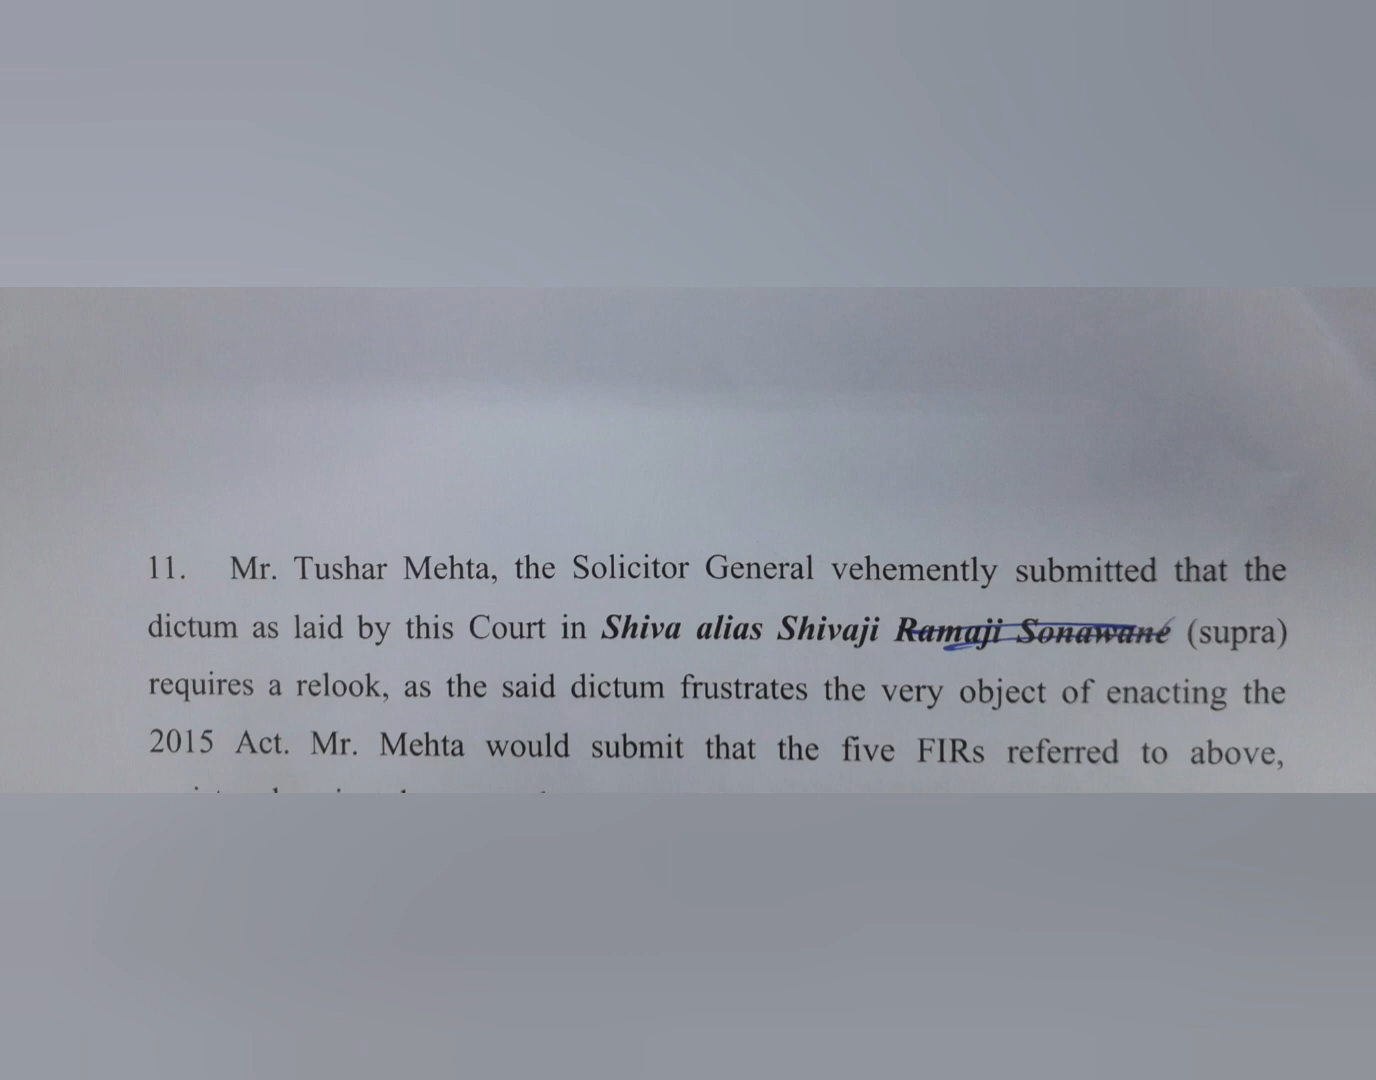 11. Mr. Tushar Mehta, the Solicitor General vehemently submitted that the
dictum as laid by this Court in Shiva alias Shivaji Ramaji Sonawane (supra)
requires a relook, as the said dictum frustrates the very object of enacting the
2015 Act. Mr. Mehta would submit that the five FIRs referred to above,